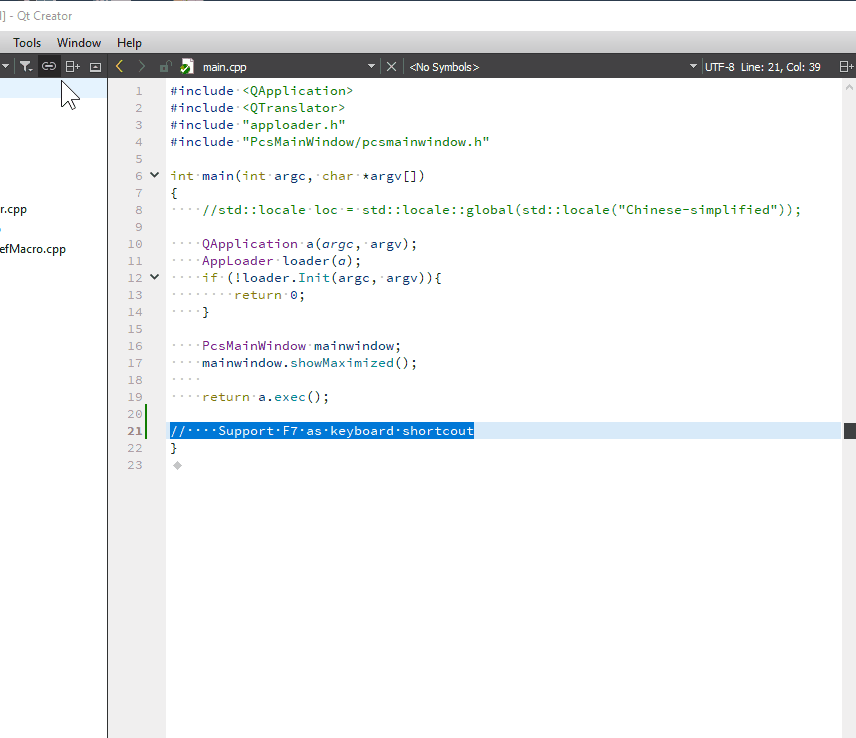 ] - Qt Creator
Tools Window Help
main.cpp <No Symbols> UTF-8 Line: 21, Col: 39
r.cpp
efMacro.cpp
1 #include <QApplication>
2 #include <QTranslator>
3 #include "apploader.h"
4 #include "PcsMainWindow/pcsmainwindow.h"
5
6 int main(int argc, char *argv[])
7 {
8 //std::locale loc = std::locale::global(std::locale("Chinese-simplified"));
9
10 QApplication a(argc, argv);
11 AppLoader loader(a);
12 if (!loader.Init(argc, argv)){
13 return 0;
14 }
15
16 PcsMainWindow mainwindow;
17 mainwindow.showMaximized();
18
19 return a.exec();
20
21 // Support F7 as keyboard shortcout
22 }
23